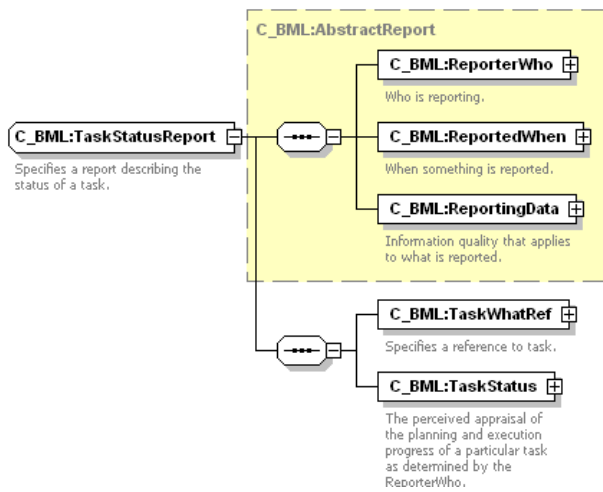 C_BML:AbstractReport
C_BML:ReporterWho
Who is reporting.
C_BML:TaskStatusReport
Specifies a report describing the
status of a task.
C_BML:ReportedWhen
When something is reported.
C_BML:ReportingData
Information quality that applies
to what is reported.
C_BML:TaskWhatRef
Specifies a reference to task.
C_BML:TaskStatus
The perceived appraisal of
the planning and execution
progress of a particular task
as determined by the
ReporterWho.